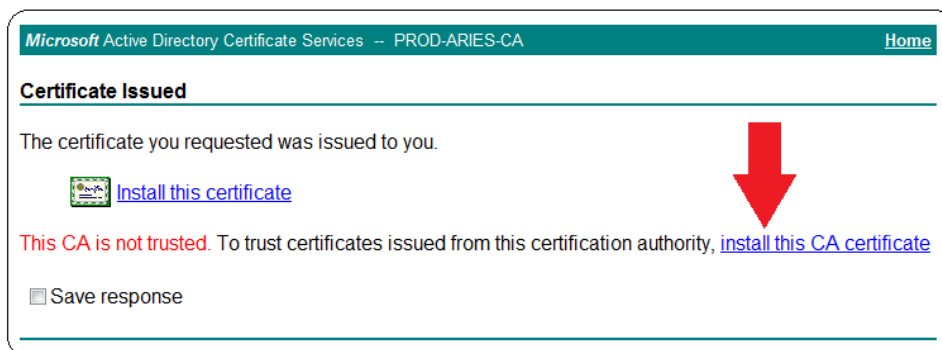 Microsoft Active Directory Certificate Services -- PROD-ARIES-CA Home
Certificate Issued
The certificate you requested was issued to you.
Install this certificate
This CA is not trusted. To trust certificates issued from this certification authority, install this CA certificate
Save response